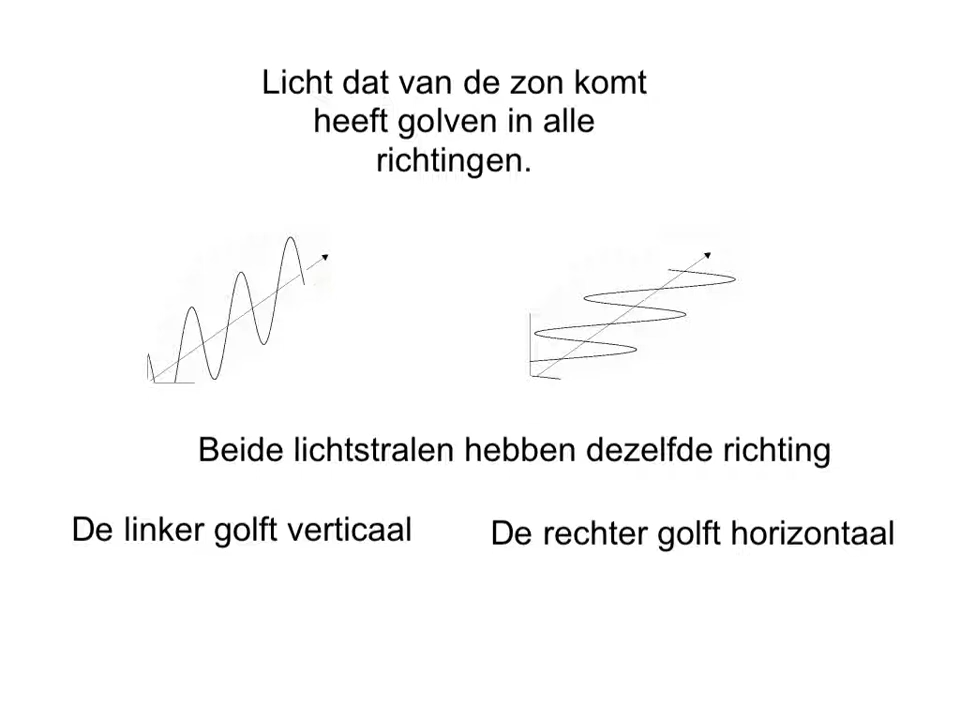 Licht dat van de zon komt
heeft golven in alle
richtingen.
Beide lichtstralen hebben dezelfde richting
De linker golft verticaal
De rechter golft horizontaal